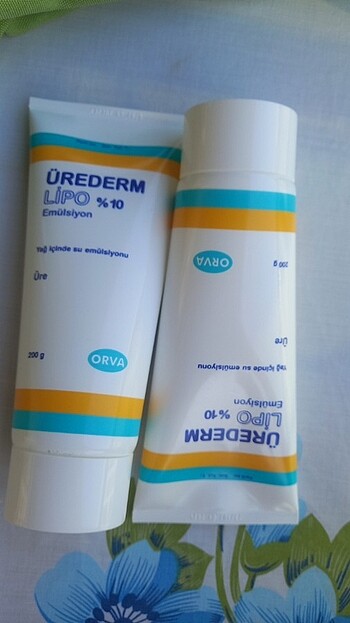 ÜREDERM
LİPO %10
Emülsiyon
Yağ içinde su emülsiyonu
Üre
200 g
ORVA
ÜREDERM
LİPO %10
Emülsiyon
Yağ içinde su emülsiyonu
Üre
200 g
ORVA